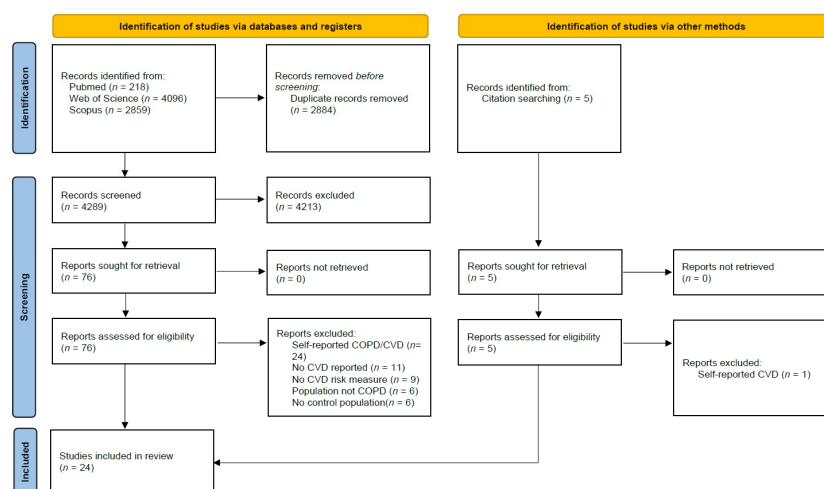 Identification of studies via databases and registers
Identification of studies via other methods
Identification
Records identified from:
Pubmed (n = 218)
Web of Science (n = 4096)
Scopus (n = 2859)
Records removed before
screening:
Duplicate records removed
(n = 2884)
Records identified from:
Citation searching (n = 5)
Screening
Records screened
(n = 4289)
Records excluded
(n = 4213)
Reports sought for retrieval
(n = 76)
Reports not retrieved
(n = 0)
Reports sought for retrieval
(n = 5)
Reports not retrieved
(n = 0)
Reports assessed for eligibility
(n = 76)
Reports excluded:
Self-reported COPD/CVD (n=
24)
No CVD reported (n = 11)
No CVD risk measure (n = 9)
Population not COPD (n = 6)
No control population(n = 6)
Reports assessed for eligibility
(n = 5)
Reports excluded:
Self-reported CVD (n = 1)
Included
Studies included in review
(n = 24)